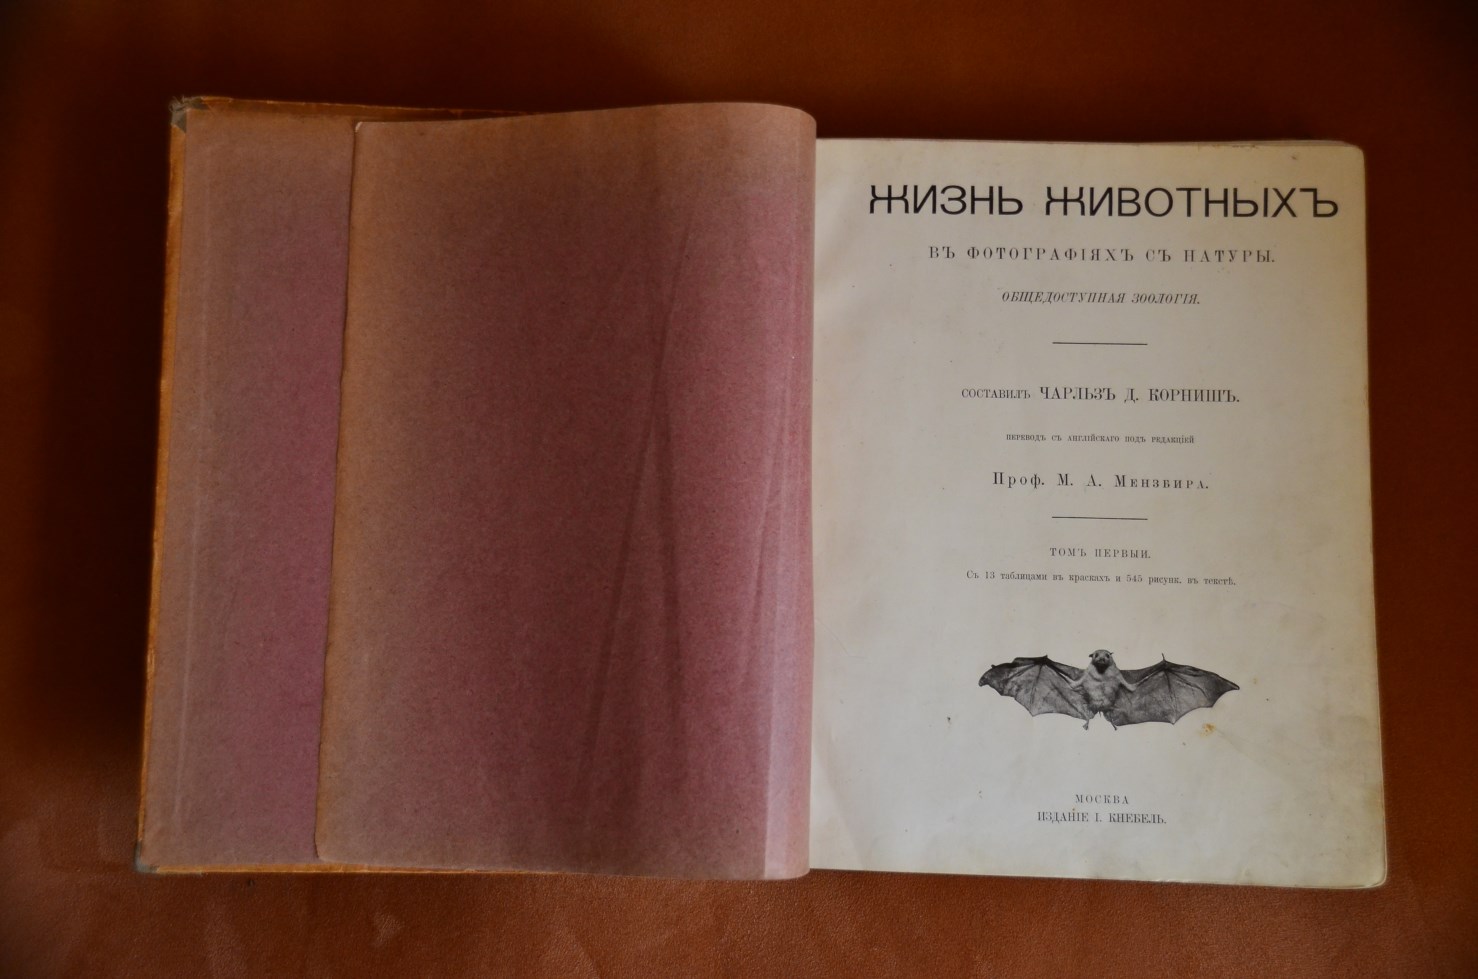 ЖИЗНЬ ЖИВОТНЫХЪ
ВЪ ФОТОГРАФІЯХЪ СЪ НАТУРЫ.
ОБЩЕДОСТУПНАЯ ЗООЛОГІЯ.
СОСТАВИЛЪ ЧАРЛЬЗЪ Д. КОРНИШЪ.
ПЕРЕВОДЪ СЪ АНГЛІЙСКАГО ПОДЪ РЕДАКЦІЕЙ
Проф. М. А. Мензбира.
ТОМЪ ПЕРВЫЙ.
Съ 13 таблицами въ краскахъ и 545 рисунк. въ текстѣ.
МОСКВА
ИЗДАНІЕ І. КНЕБЕЛЬ.